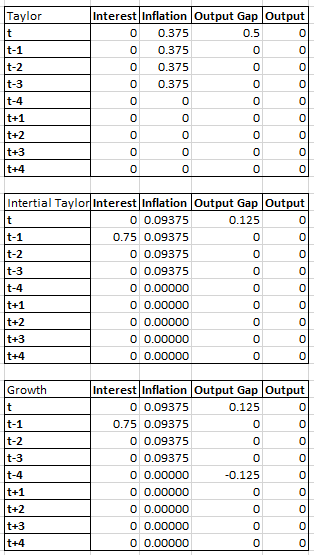 Taylor Interest Inflation Output Gap Output
t 0 0.375 0.5 0
t-1 0 0.375 0 0
t-2 0 0.375 0 0
t-3 0 0.375 0 0
t-4 0 0 0 0
t+1 0 0 0 0
t+2 0 0 0 0
t+3 0 0 0 0
t+4 0 0 0 0
Intertial Taylor Interest Inflation Output Gap Output
t 0 0.09375 0.125 0
t-1 0.75 0.09375 0 0
t-2 0 0.09375 0 0
t-3 0 0.09375 0 0
t-4 0 0.00000 0 0
t+1 0 0.00000 0 0
t+2 0 0.00000 0 0
t+3 0 0.00000 0 0
t+4 0 0.00000 0 0
Growth Interest Inflation Output Gap Output
t 0 0.09375 0.125 0
t-1 0.75 0.09375 0 0
t-2 0 0.09375 0 0
t-3 0 0.09375 0 0
t-4 0 0.00000 -0.125 0
t+1 0 0.00000 0 0
t+2 0 0.00000 0 0
t+3 0 0.00000 0 0
t+4 0 0.00000 0 0